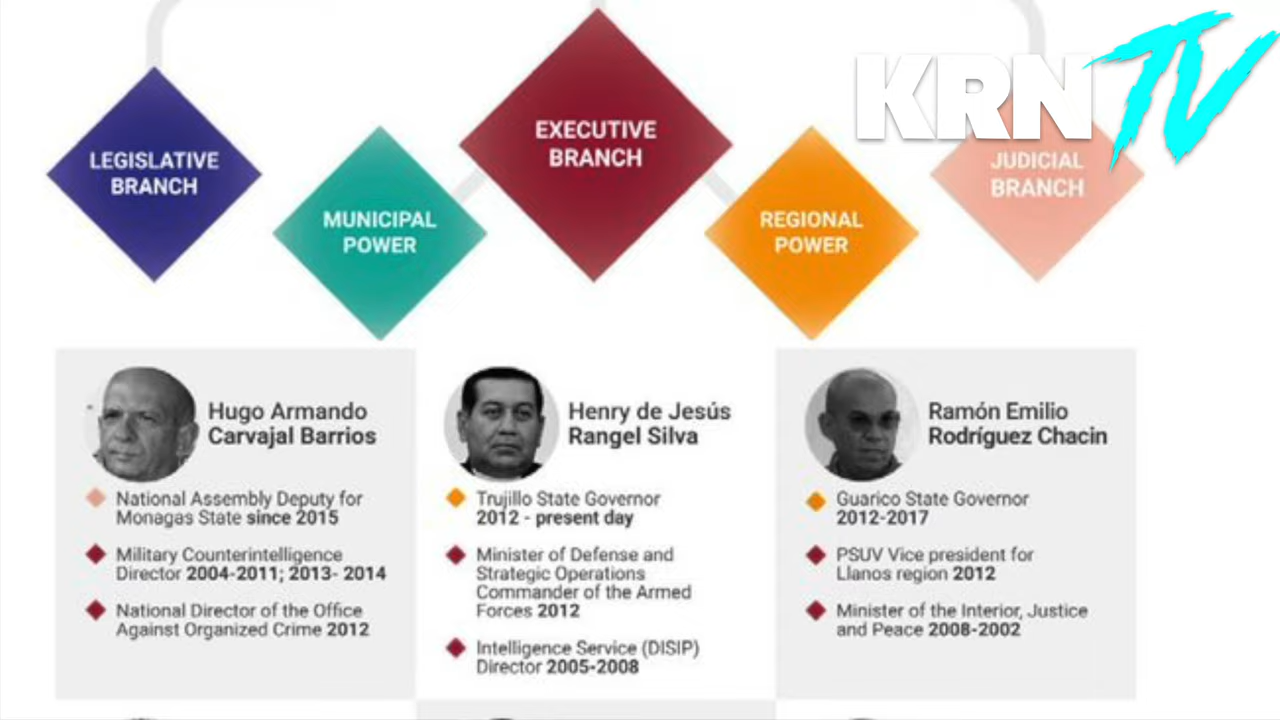 KRN TV
LEGISLATIVE
BRANCH
MUNICIPAL
POWER
EXECUTIVE
BRANCH
REGIONAL
POWER
JUDICIAL
BRANCH
Hugo Armando
Carvajal Barrios
National Assembly Deputy for
Monagas State since 2015
Military Counterintelligence
Director 2004-2011; 2013- 2014
National Director of the Office
Against Organized Crime 2012
Henry de Jesús
Rangel Silva
Trujillo State Governor
2012 - present day
Minister of Defense and
Strategic Operations
Commander of the Armed
Forces 2012
Intelligence Service (DISIP)
Director 2005-2008
Ramón Emilio
Rodríguez Chacin
Guarico State Governor
2012-2017
PSUV Vice president for
Llanos region 2012
Minister of the Interior, Justice
and Peace 2008-2002